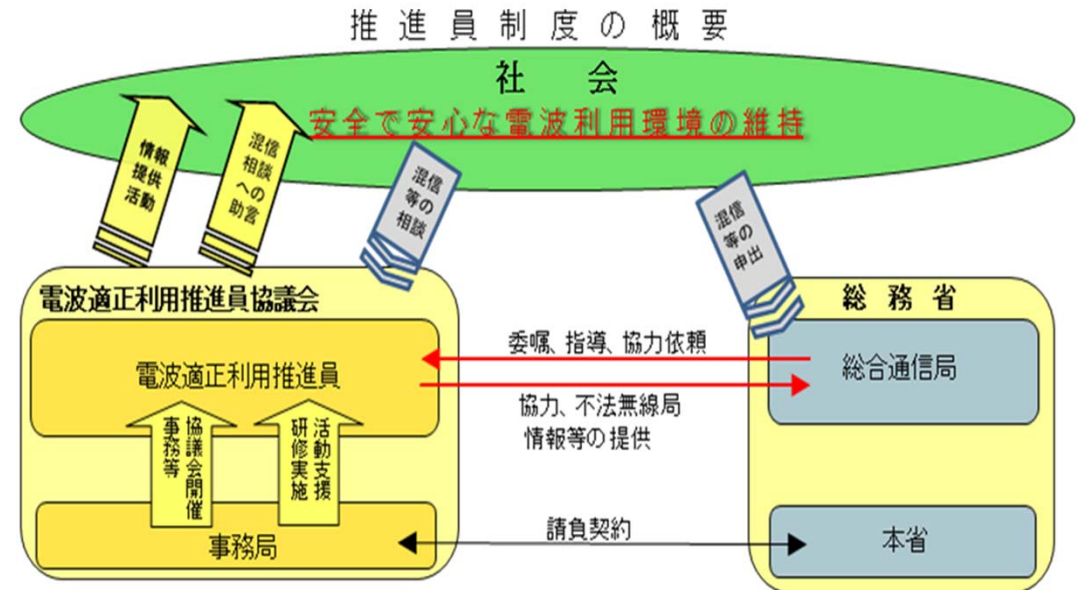 推進員制度の概要
社　会
安全で安心な電波利用環境の維持
情報
提供
活動
混信
相談
への
助言
混信
等の
相談
混信
等の
申出
電波適正利用推進員協議会
電波適正利用推進員
協議会開催
事務等
活動支援
研修実施
事務局
委嘱、指導、協力依頼
協力、不法無線局
情報等の提供
請負契約
総務省
総合通信局
本省